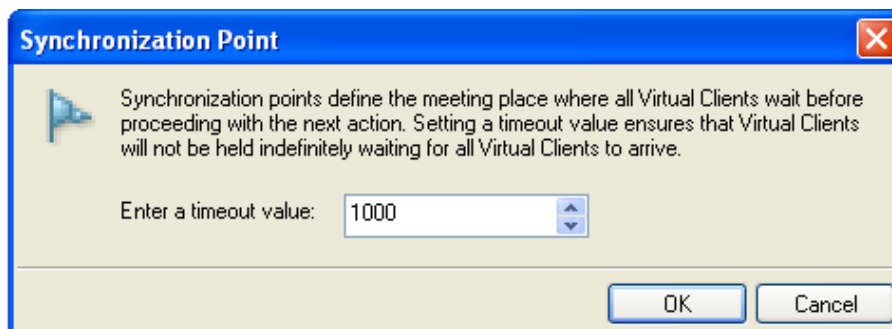 Synchronization Point
Synchronization points define the meeting place where all Virtual Clients wait before
proceeding with the next action. Setting a timeout value ensures that Virtual Clients
will not be held indefinitely waiting for all Virtual Clients to arrive.
Enter a timeout value: 1000
OK Cancel